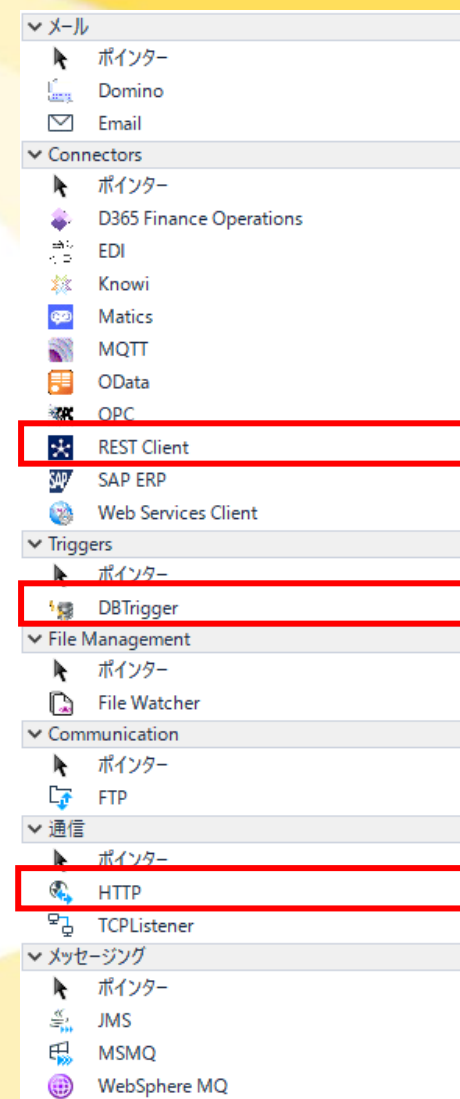 メール
ポインター
Domino
Email
Connectors
ポインター
D365 Finance Operations
EDI
Knowi
Matics
MQTT
OData
OPC
REST Client
SAP ERP
Web Services Client
Triggers
ポインター
DBTrigger
File Management
ポインター
File Watcher
Communication
ポインター
FTP
通信
ポインター
HTTP
TCPListener
メッセージング
ポインター
JMS
MSMQ
WebSphere MQ